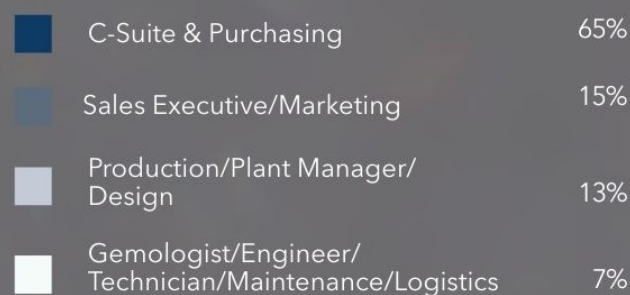 C-Suite & Purchasing 65%
Sales Executive/Marketing 15%
Production/Plant Manager/
Design 13%
Gemologist/Engineer/
Technician/Maintenance/Logistics 7%